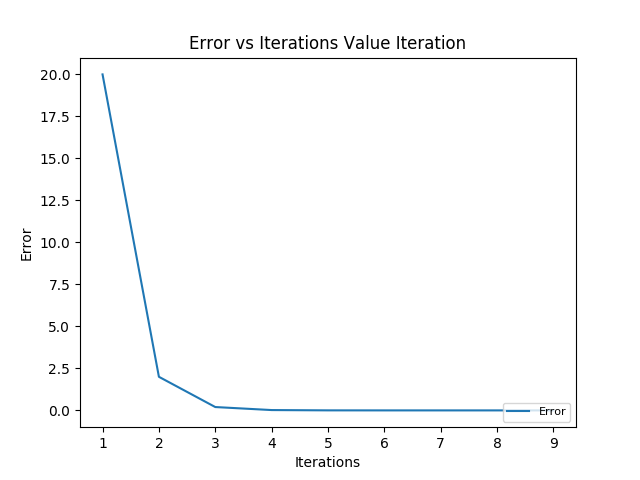 Error vs Iterations Value Iteration
20.0
17.5
15.0
12.5
10.0
7.5
5.0
2.5
0.0
Error
Error
1 2 3 4 5 6 7 8 9
Iterations